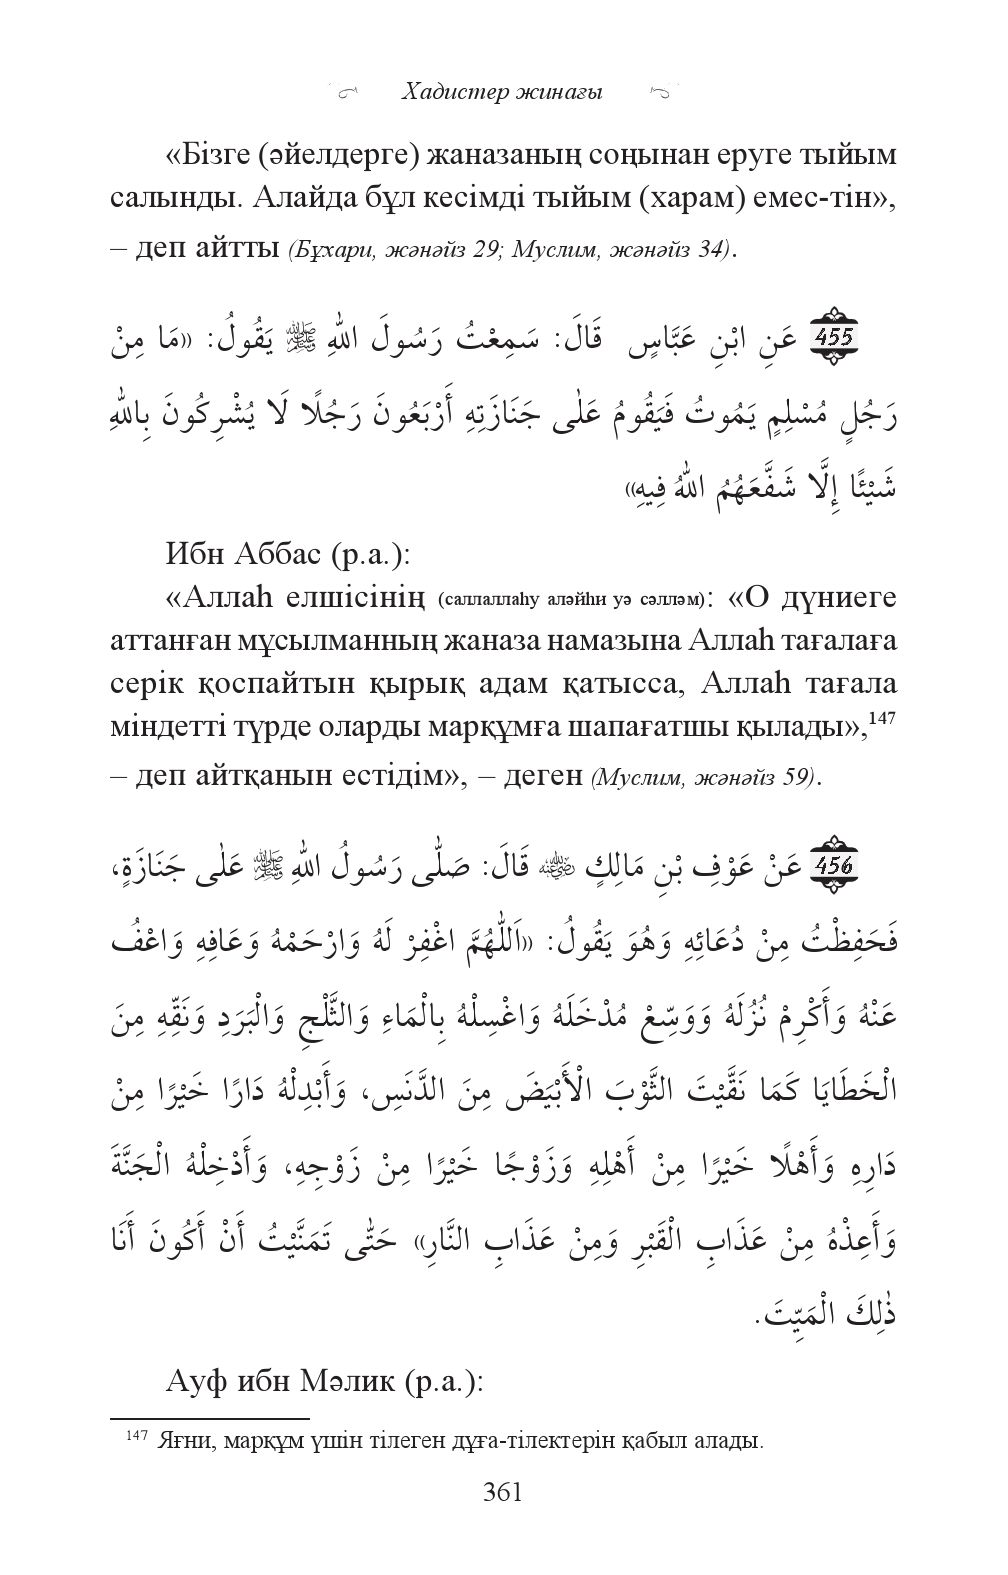 Хадистер жинағы
«Бізге (әйелдерге) жаназаның соңынан еруге тыйым
салынды. Алайда бұл кесімді тыйым (харам) емес-тін»,
– деп айтты (Бұхари, жәнәйз 29; Муслим, жәнәйз 34).
455 عَنِ ابْنِ عَبَّاسٍ قَالَ: سَمِعْتُ رَسُولَ اللهِ ﷺ يَقُولُ: «مَا مِنْ
رَجُلٍ مُسْلِمٍ يَمُوتُ فَيَقُومُ عَلٰى جَنَازَتِهِ أَرْبَعُونَ رَجُلًا لَا يُشْرِكُونَ بِاللهِ
شَيْئًا إِلَّا شَفَّعَهُمُ اللهُ فِيهِ»
Ибн Аббас (р.а.):
«Аллаһ елшісінің (саллаллаһу аләйһи уә сәлләм): «О дүниеге
аттанған мұсылманның жаназа намазына Аллаһ тағалаға
серік қоспайтын қырық адам қатысса, Аллаһ тағала
міндетті түрде оларды марқұмға шапағатшы қылады»,147
– деп айтқанын естідім», – деген (Муслим, жәнәйз 59).
456 عَنْ عَوْفِ بْنِ مَالِكٍ ﷺ قَالَ: صَلّٰى رَسُولُ اللهِ ﷺ عَلٰى جَنَازَةٍ،
فَحَفِظْتُ مِنْ دُعَائِهِ وَهُوَ يَقُولُ: «اَللّٰهُمَّ اغْفِرْ لَهُ وَارْحَمْهُ وَعَافِهِ وَاعْفُ
عَنْهُ وَأَكْرِمْ نُزُلَهُ وَوَسِّعْ مُدْخَلَهُ وَاغْسِلْهُ بِالْمَاءِ وَالثَّلْجِ وَالْبَرَدِ وَنَقِّهِ مِنَ
الْخَطَايَا كَمَا نَقَّيْتَ الثَّوْبَ الْأَبْيَضَ مِنَ الدَّنَسِ، وَأَبْدِلْهُ دَارًا خَيْرًا مِنْ
دَارِهِ وَأَهْلًا خَيْرًا مِنْ أَهْلِهِ وَزَوْجًا خَيْرًا مِنْ زَوْجِهِ، وَأَدْخِلْهُ الْجَنَّةَ
وَأَعِذْهُ مِنْ عَذَابِ الْقَبْرِ وَمِنْ عَذَابِ النَّارِ» حَتّٰى تَمَنَّيْتُ أَنْ أَكُونَ أَنَا
ذٰلِكَ الْمَيِّتَ.
Ауф ибн Мәлик (р.а.):
147 Яғни, марқұм үшін тілеген дұға-тілектерін қабыл алады.
361